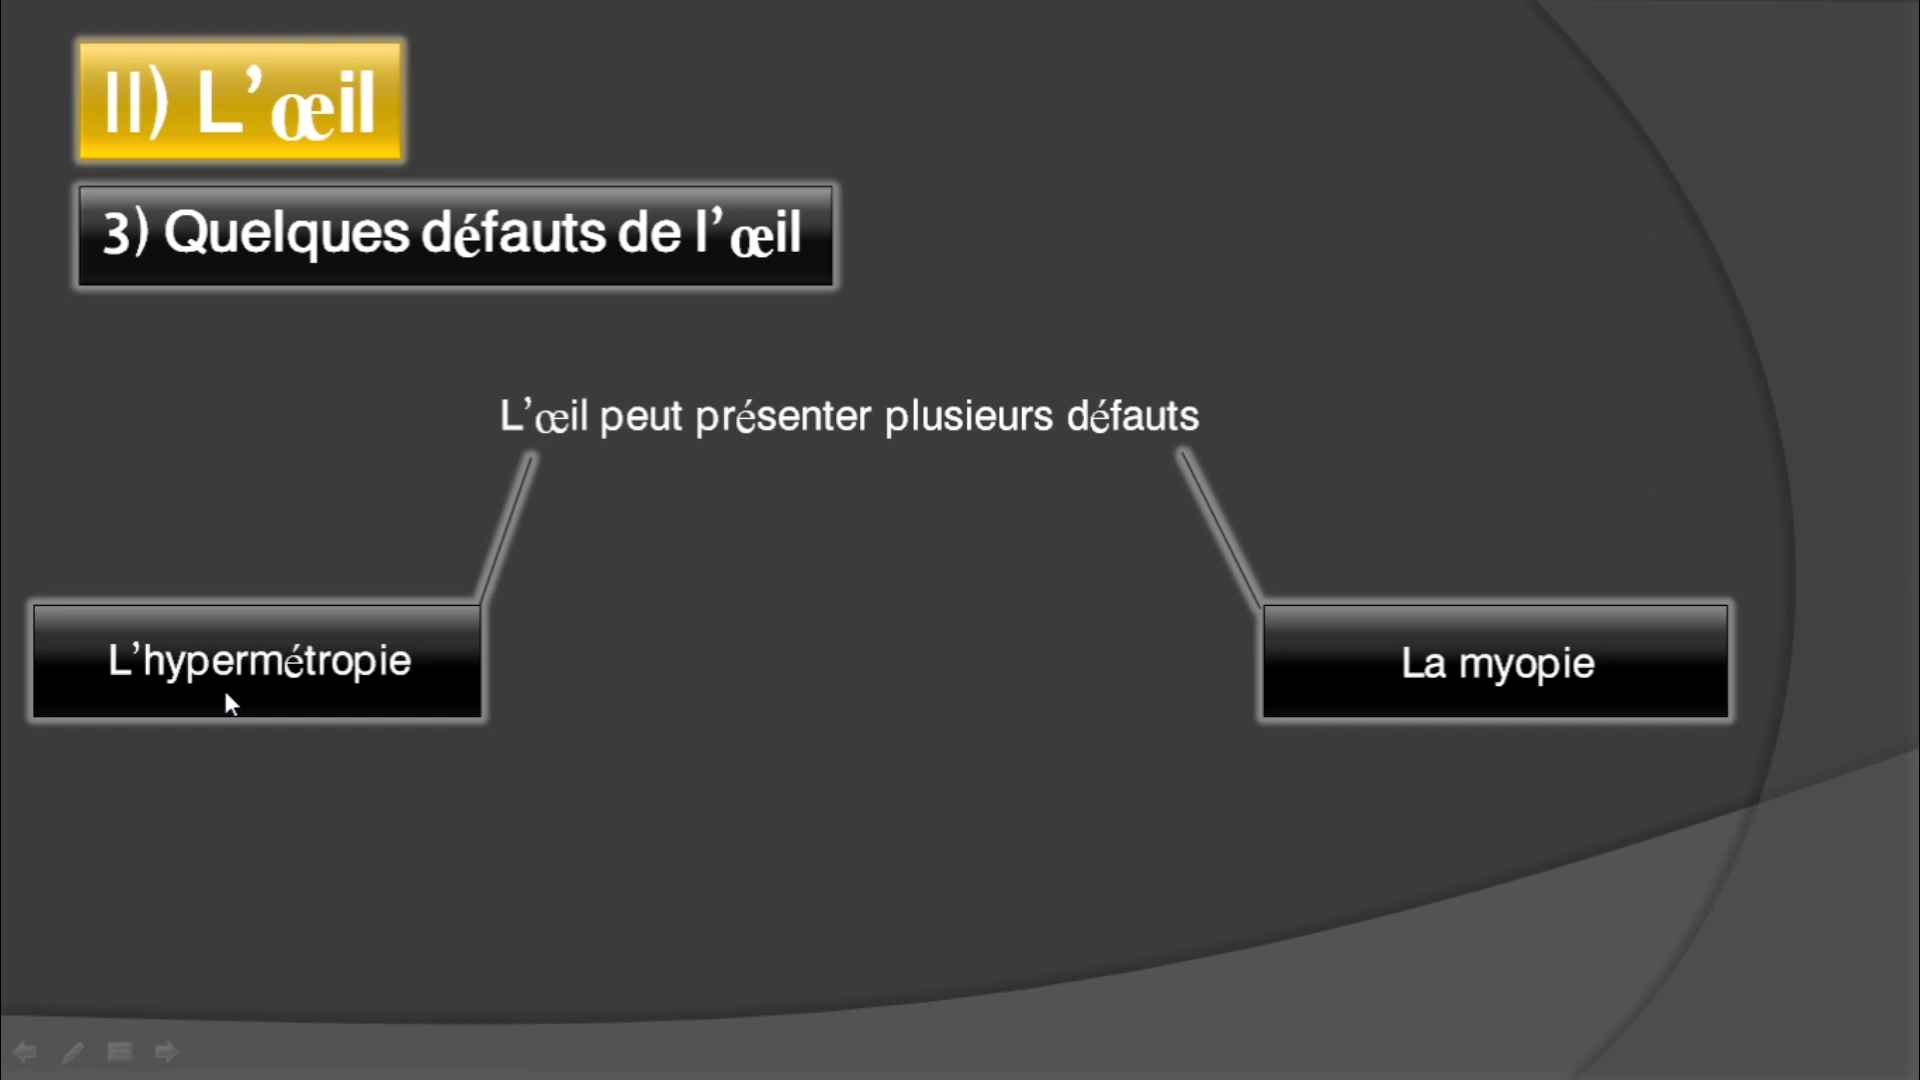 II) L’œil
3) Quelques défauts de l’œil
L’œil peut présenter plusieurs défauts
L’hypermétropie
La myopie